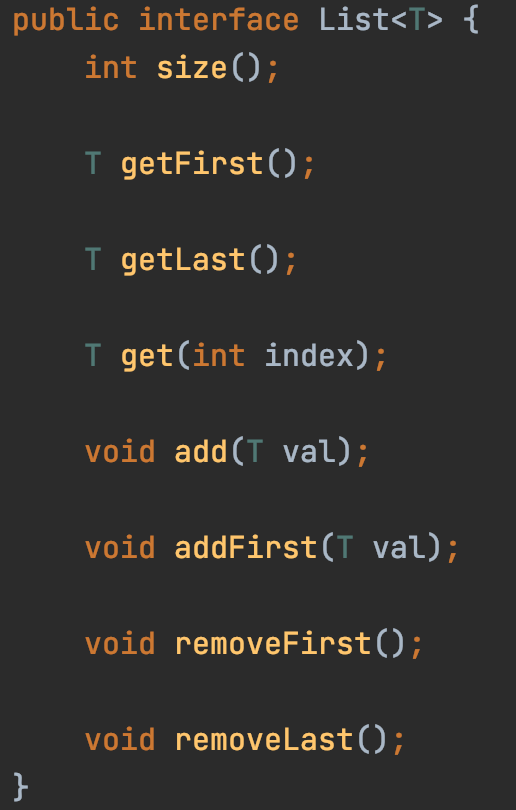 public interface List<T> {
    int size();
    T getFirst();
    T getLast();
    T get(int index);
    void add(T val);
    void addFirst(T val);
    void removeFirst();
    void removeLast();
}